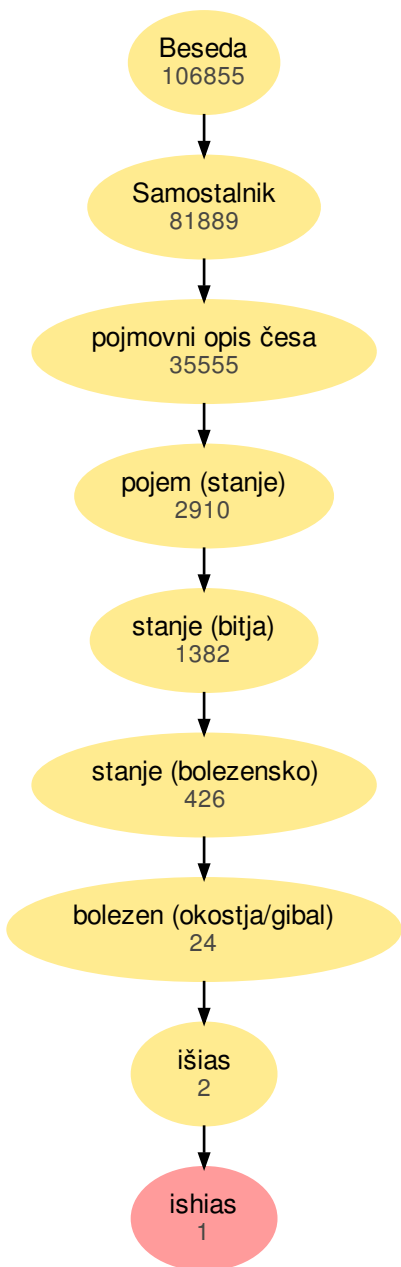 Beseda
106855
Samostalnik
81889
pojmovni opis česa
35555
pojem (stanje)
2910
stanje (bitja)
1382
stanje (bolezensko)
426
bolezen (okostja/gibal)
24
išias
2
ishias
1